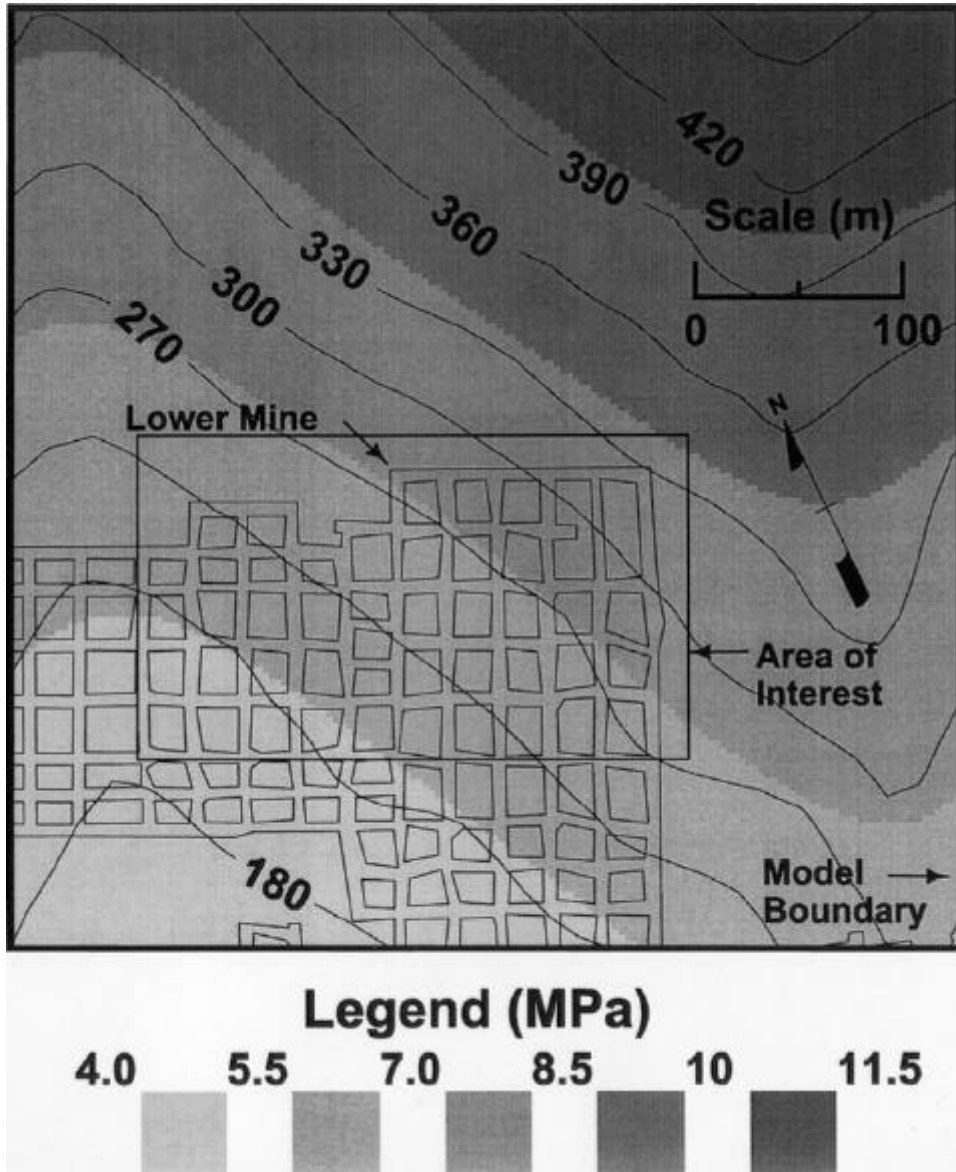 420
390
Scale (m)
360
330
0 100
300
270
N
Lower Mine
Area of
Interest
180
Model
Boundary
Legend (MPa)
4.0 5.5 7.0 8.5 10 11.5